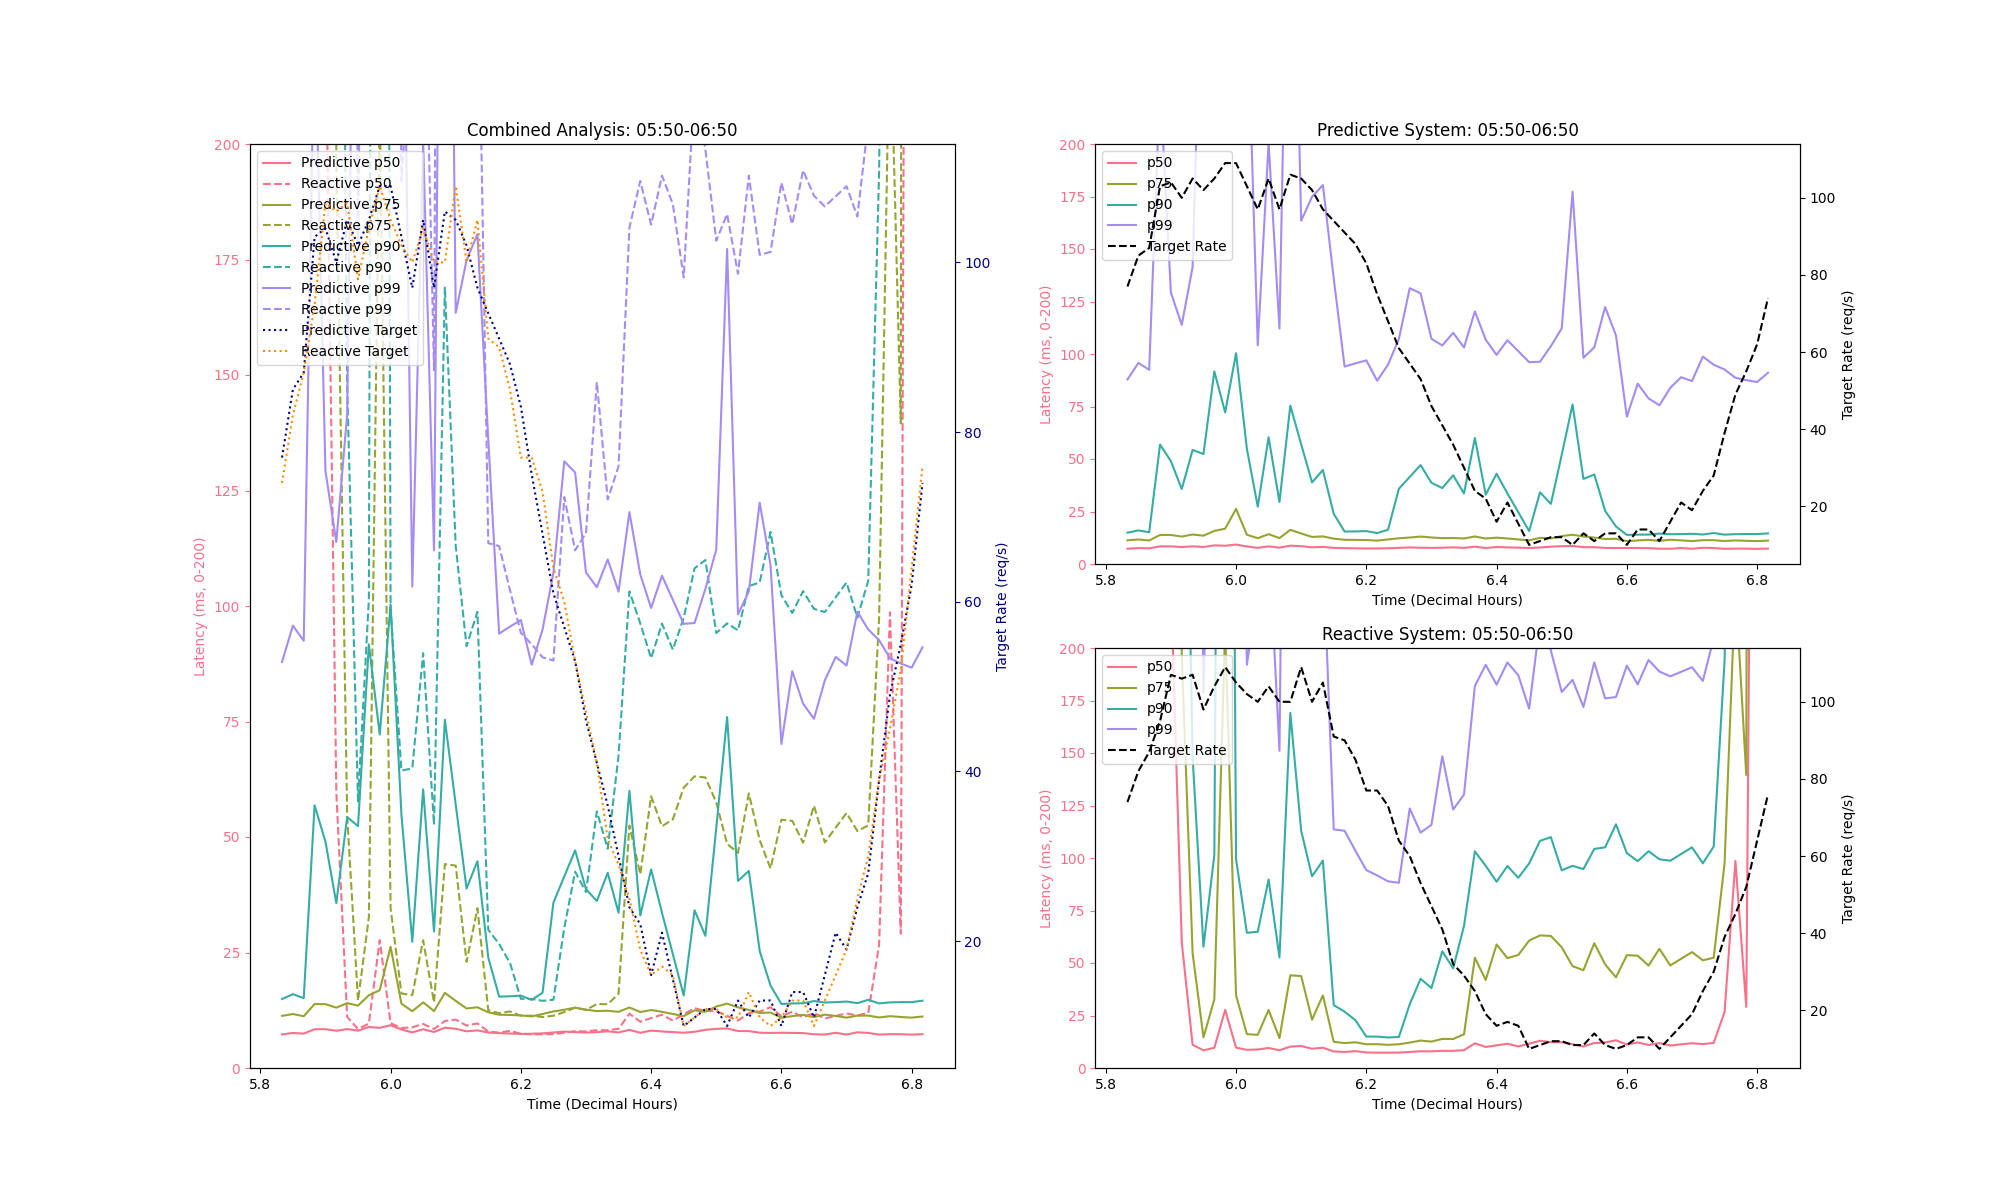 Combined Analysis: 05:50-06:50
Latency (ms, 0-200)
200
175
150
125
100
75
50
25
0
Predictive p50
Reactive p50
Predictive p75
Reactive p75
Predictive p90
Reactive p90
Predictive p99
Reactive p99
Predictive Target
Reactive Target
100
80
60
40
20
Target Rate (req/s)
5.8 6.0 6.2 6.4 6.6 6.8
Time (Decimal Hours)
Predictive System: 05:50-06:50
Latency (ms, 0-200)
200
175
150
125
100
75
50
25
0
p50
p75
p90
p99
Target Rate
100
80
60
40
20
Target Rate (req/s)
5.8 6.0 6.2 6.4 6.6 6.8
Time (Decimal Hours)
Reactive System: 05:50-06:50
Latency (ms, 0-200)
200
175
150
125
100
75
50
25
0
p50
p75
p90
p99
Target Rate
100
80
60
40
20
Target Rate (req/s)
5.8 6.0 6.2 6.4 6.6 6.8
Time (Decimal Hours)